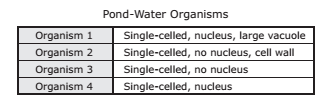 Pond-Water Organisms
Organism 1 Single-celled, nucleus, large vacuole
Organism 2 Single-celled, no nucleus, cell wall
Organism 3 Single-celled, no nucleus
Organism 4 Single-celled, nucleus